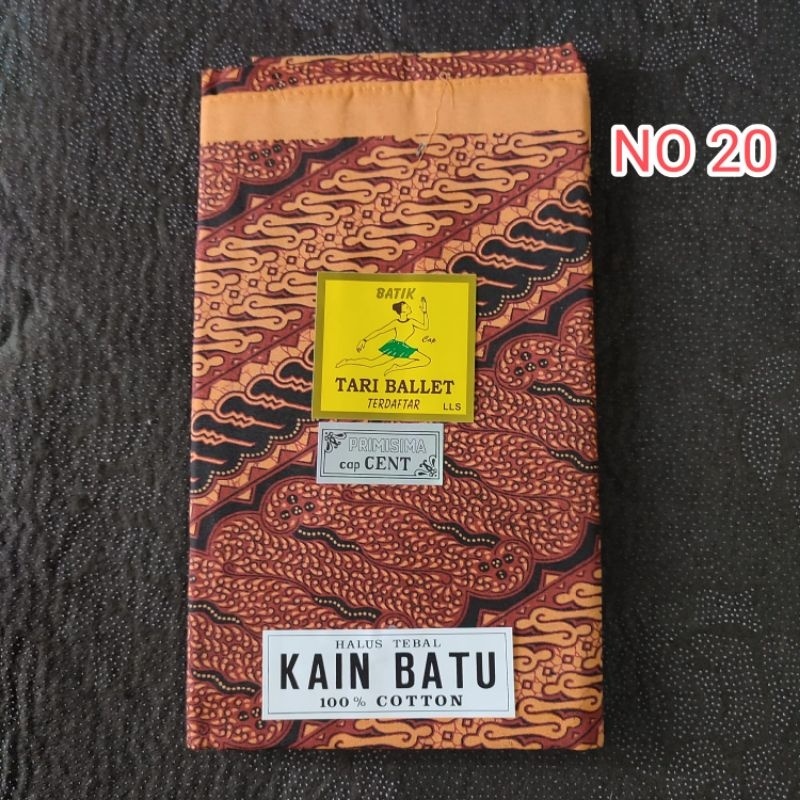 NO 20
BATIK
Cap
TARI BALLET
TERDAFTAR
LLS
PRIMISIMA
cap CENT
HALUS TEBAL
KAIN BATU
100% COTTON